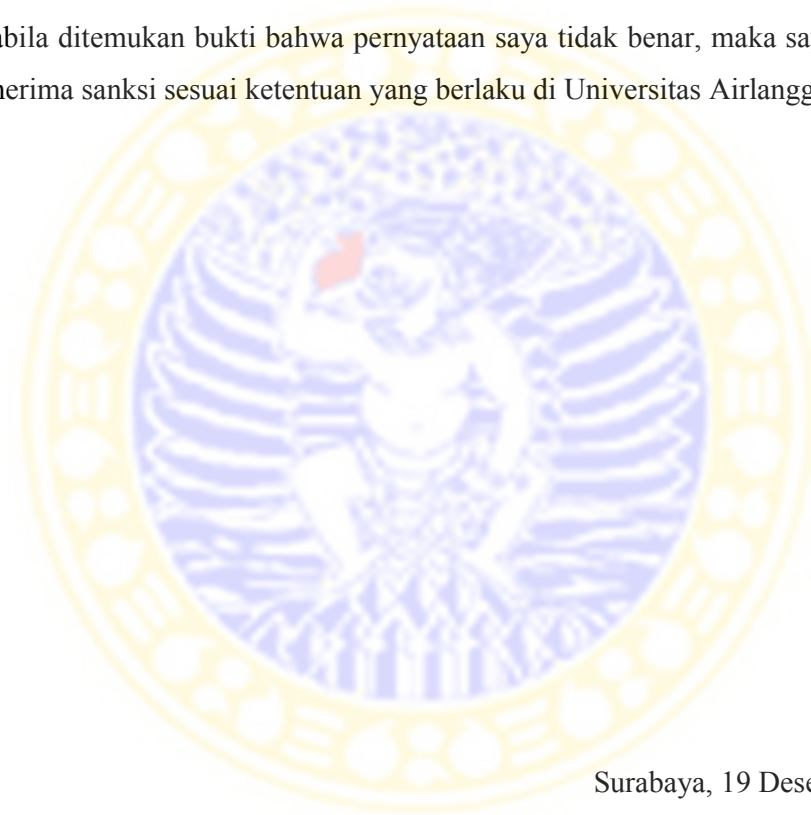 abila ditemukan bukti bahwa pernyataan saya tidak benar, maka sa
nerima sanksi sesuai ketentuan yang berlaku di Universitas Airlangg
Surabaya, 19 Dese